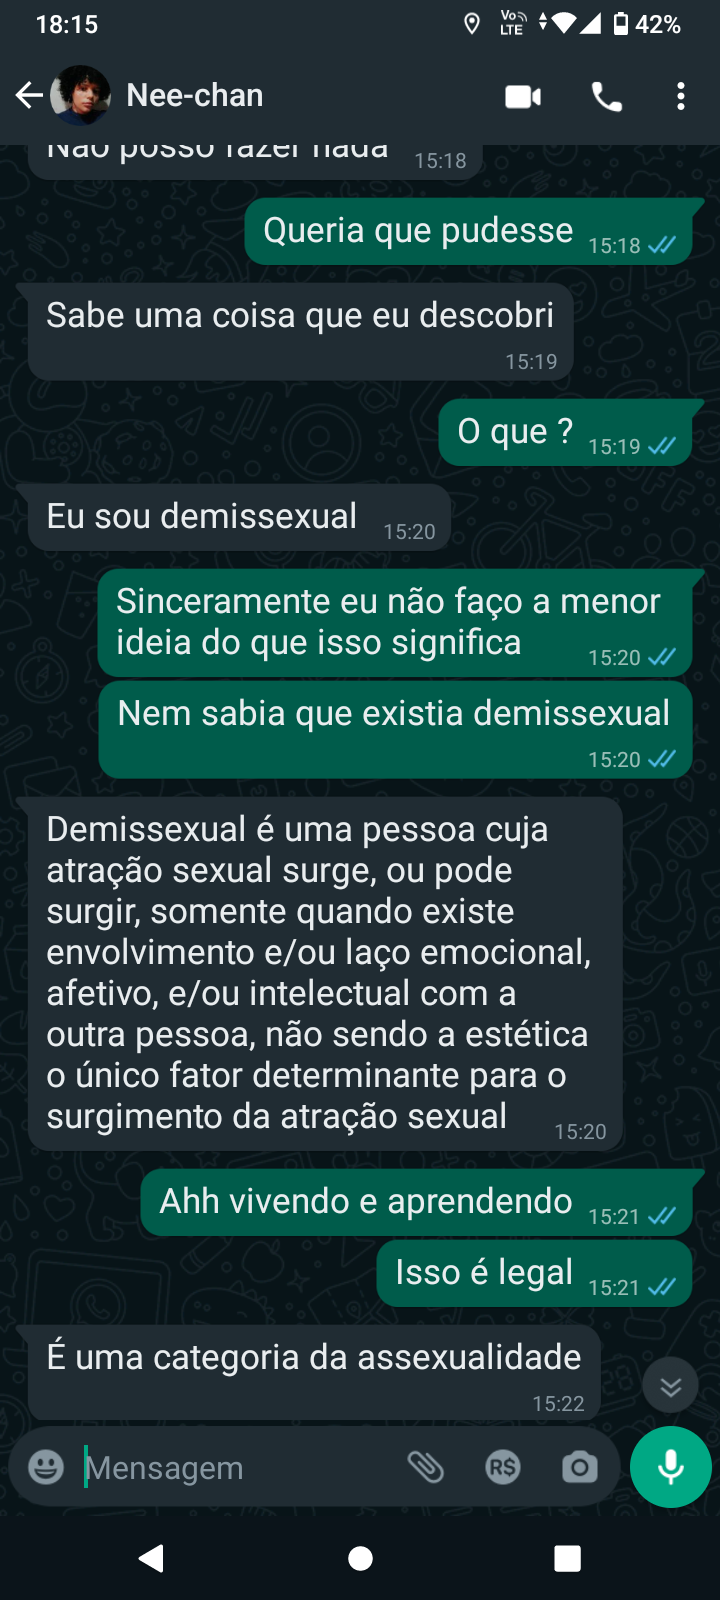 18:15
Vo
LTE
42%
Nee-chan
Não posso fazer nada 15:18
Queria que pudesse 15:18
Sabe uma coisa que eu descobri
15:19
O que ? 15:19
Eu sou demissexual 15:20
Sinceramente eu não faço a menor
ideia do que isso significa 15:20
Nem sabia que existia demissexual
15:20
Demissexual é uma pessoa cuja
atração sexual surge, ou pode
surgir, somente quando existe
envolvimento e/ou laço emocional,
afetivo, e/ou intelectual com a
outra pessoa, não sendo a estética
o único fator determinante para o
surgimento da atração sexual 15:20
Ahh vivendo e aprendendo 15:21
Isso é legal 15:21
É uma categoria da assexualidade
15:22
Mensagem R$